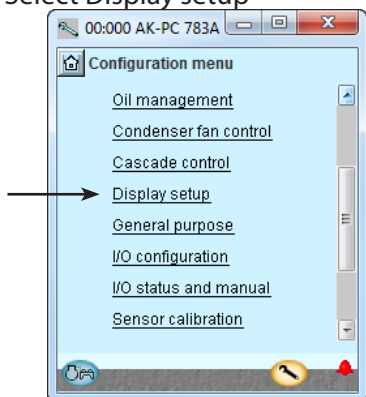 Select Display setup
00:000 AK-PC 783A
Configuration menu
Oil management
Condenser fan control
Cascade control
Display setup
General purpose
I/O configuration
I/O status and manual
Sensor calibration